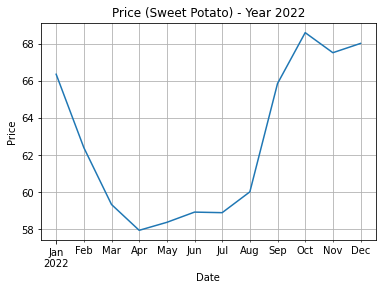 Price (Sweet Potato) - Year 2022
Price
68
66
64
62
60
58
Jan Feb Mar Apr May Jun Jul Aug Sep Oct Nov Dec
2022
Date